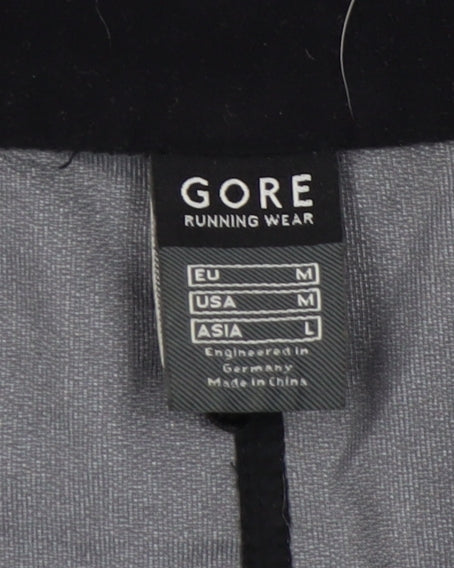 GORE
RUNNING WEAR
EU M
USA M
ASIA L
Engineered in
Germany
Made in China